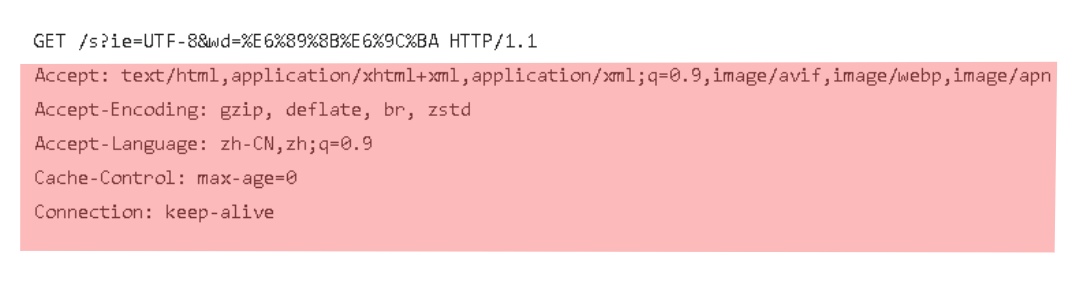 GET /s?ie=UTF-8&wd=%E6%89%8B%E6%9C%BA HTTP/1.1
Accept: text/html,application/xhtml+xml,application/xml;q=0.9,image/avif,image/webp,image/apn
Accept-Encoding: gzip, deflate, br, zstd
Accept-Language: zh-CN,zh;q=0.9
Cache-Control: max-age=0
Connection: keep-alive